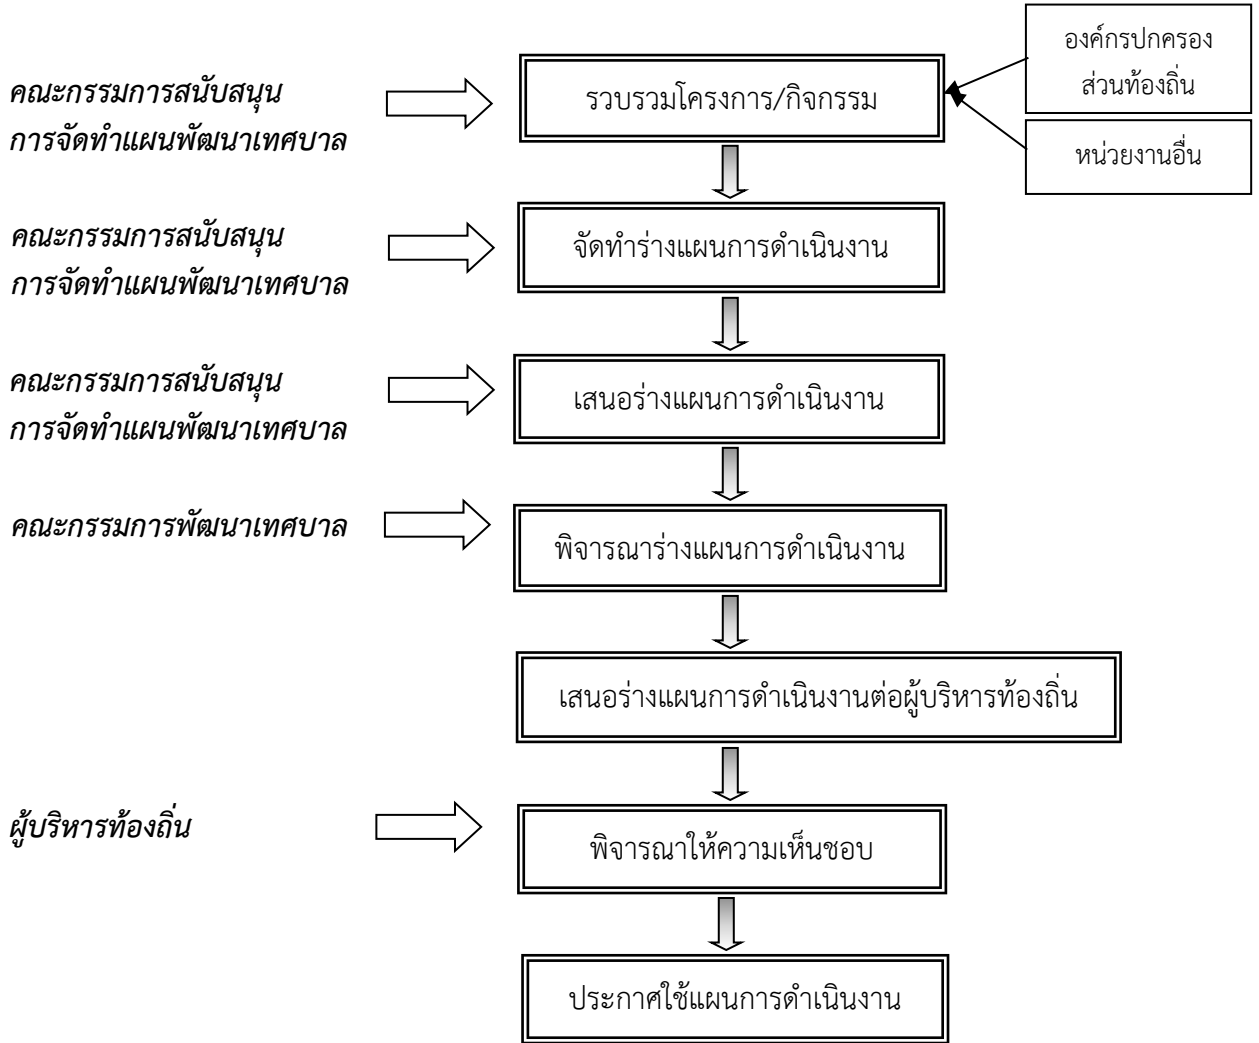 องค์กรปกครอง
ส่วนท้องถิ่น
คณะกรรมการสนับสนุน
การจัดทำแผนพัฒนาเทศบาล
รวบรวมโครงการ/กิจกรรม
หน่วยงานอื่น
คณะกรรมการสนับสนุน
การจัดทำแผนพัฒนาเทศบาล
จัดทำร่างแผนการดำเนินงาน
คณะกรรมการสนับสนุน
การจัดทำแผนพัฒนาเทศบาล
เสนอร่างแผนการดำเนินงาน
คณะกรรมการพัฒนาเทศบาล
พิจารณาร่างแผนการดำเนินงาน
เสนอร่างแผนการดำเนินงานต่อผู้บริหารท้องถิ่น
ผู้บริหารท้องถิ่น
พิจารณาให้ความเห็นชอบ
ประกาศใช้แผนการดำเนินงาน